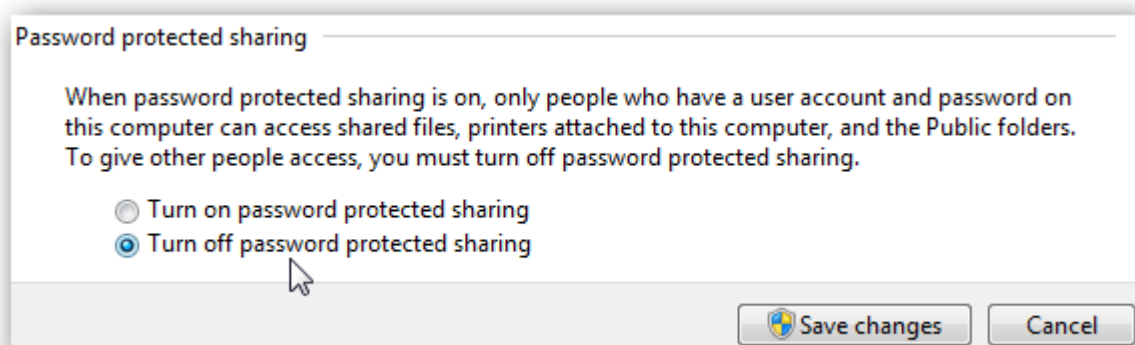 Password protected sharing
When password protected sharing is on, only people who have a user account and password on
this computer can access shared files, printers attached to this computer, and the Public folders.
To give other people access, you must turn off password protected sharing.
Turn on password protected sharing
Turn off password protected sharing
Save changes Cancel